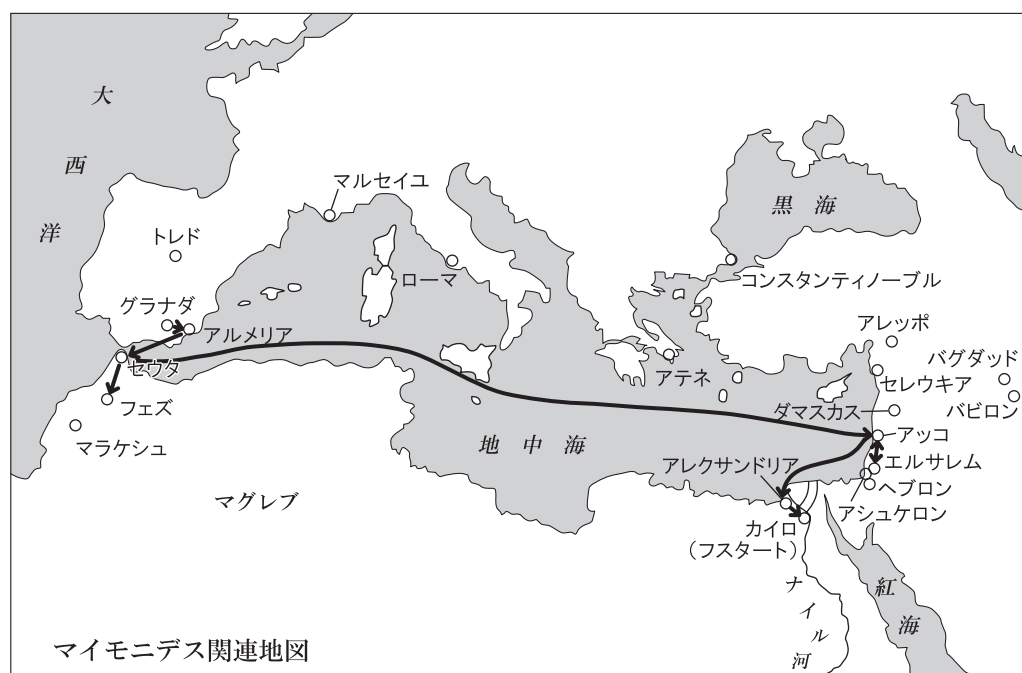 大西洋
マルセイユ
黒海
トレド
ローマ
コンスタンティノーブル
グラナダ
アルメリア
アレッポ
バグダッド
セウタ
アテネ
セレウキア
フェズ
ダマスカス
バビロン
マラケシュ
地中海
アッコ
アレクサンドリア
エルサレム
マグレブ
ヘブロン
アシュケロン
カイロ
（フスタート）
ナイル河
紅海
マイモニデス関連地図